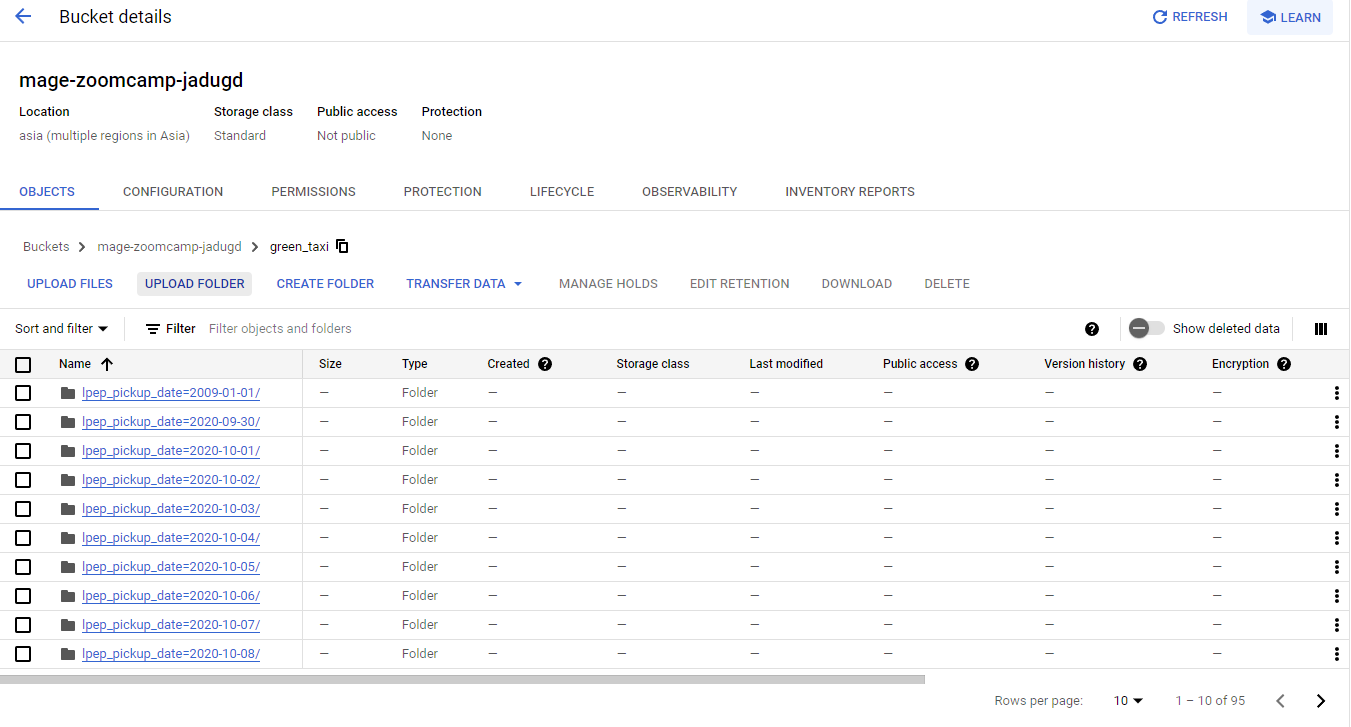 Bucket details REFRESH LEARN
mage-zoomcamp-jadugd
Location Storage class Public access Protection
asia (multiple regions in Asia) Standard Not public None
OBJECTS CONFIGURATION PERMISSIONS PROTECTION LIFECYCLE OBSERVABILITY INVENTORY REPORTS
Buckets > mage-zoomcamp-jadugd > green_taxi
UPLOAD FILES UPLOAD FOLDER CREATE FOLDER TRANSFER DATA MANAGE HOLDS EDIT RETENTION DOWNLOAD DELETE
Sort and filter Filter Filter objects and folders ? Show deleted data
Name Size Type Created ? Storage class Last modified Public access ? Version history ? Encryption ?
lpep_pickup_date=2009-01-01/ — Folder — — — — — —
lpep_pickup_date=2020-09-30/ — Folder — — — — — —
lpep_pickup_date=2020-10-01/ — Folder — — — — — —
lpep_pickup_date=2020-10-02/ — Folder — — — — — —
lpep_pickup_date=2020-10-03/ — Folder — — — — — —
lpep_pickup_date=2020-10-04/ — Folder — — — — — —
lpep_pickup_date=2020-10-05/ — Folder — — — — — —
lpep_pickup_date=2020-10-06/ — Folder — — — — — —
lpep_pickup_date=2020-10-07/ — Folder — — — — — —
lpep_pickup_date=2020-10-08/ — Folder — — — — — —
Rows per page: 10 1 – 10 of 95